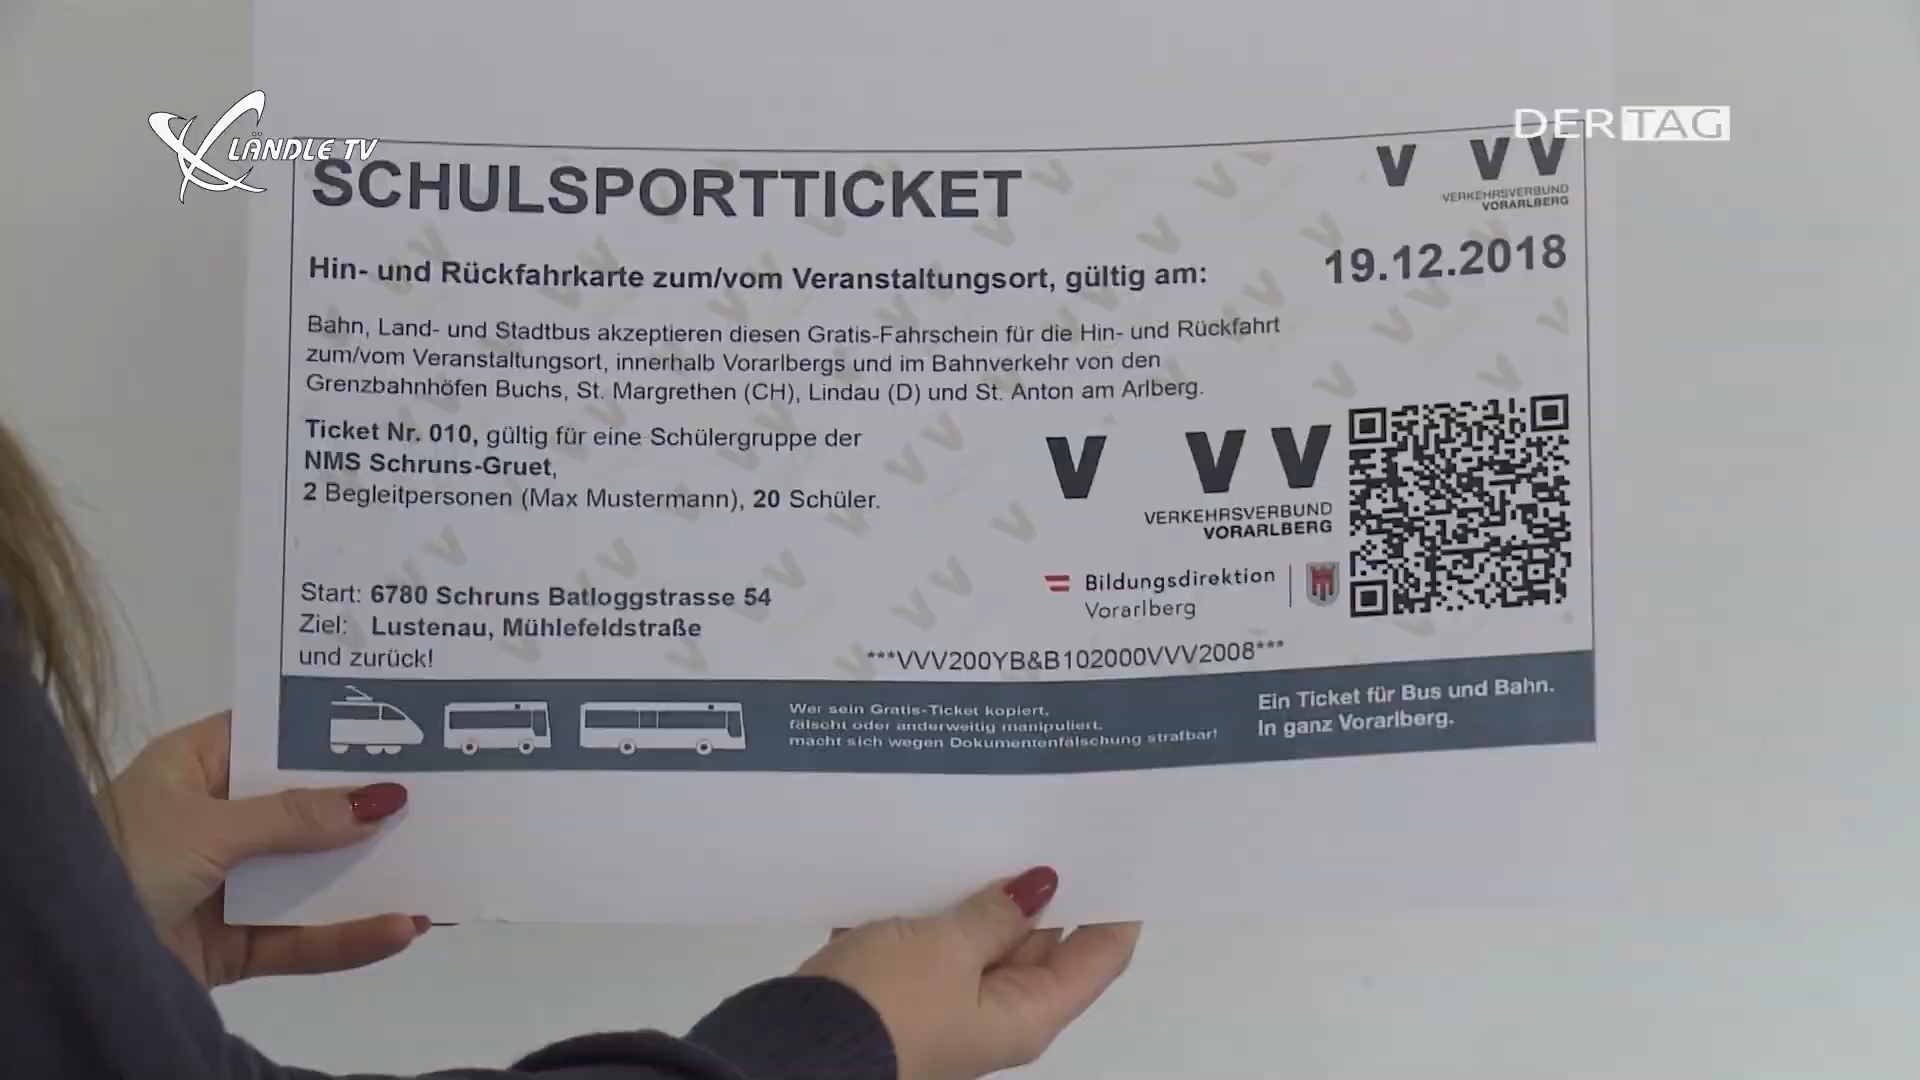 LÄNDLE TV
DER TAG
SCHULSPORTTICKET
V VV
VERKEHRSVERBUND
VORARLBERG
Hin- und Rückfahrkarte zum/vom Veranstaltungsort, gültig am:
19.12.2018
Bahn, Land- und Stadtbus akzeptieren diesen Gratis-Fahrschein für die Hin- und Rückfahrt
zum/vom Veranstaltungsort, innerhalb Vorarlbergs und im Bahnverkehr von den
Grenzbahnhöfen Buchs, St. Margrethen (CH), Lindau (D) und St. Anton am Arlberg.
Ticket Nr. 010, gültig für eine Schülergruppe der
NMS Schruns-Gruet,
2 Begleitpersonen (Max Mustermann), 20 Schüler.
V VV
VERKEHRSVERBUND
VORARLBERG
Bildungsdirektion
Vorarlberg
Start: 6780 Schruns Batloggstrasse 54
Ziel: Lustenau, Mühlefeldstraße
und zurück!
***VVV200YB&B102000VVV2008***
Wer sein Gratis-Ticket kopiert,
fälscht oder anderweitig manipuliert,
macht sich wegen Dokumentenfälschung strafbar!
Ein Ticket für Bus und Bahn.
In ganz Vorarlberg.